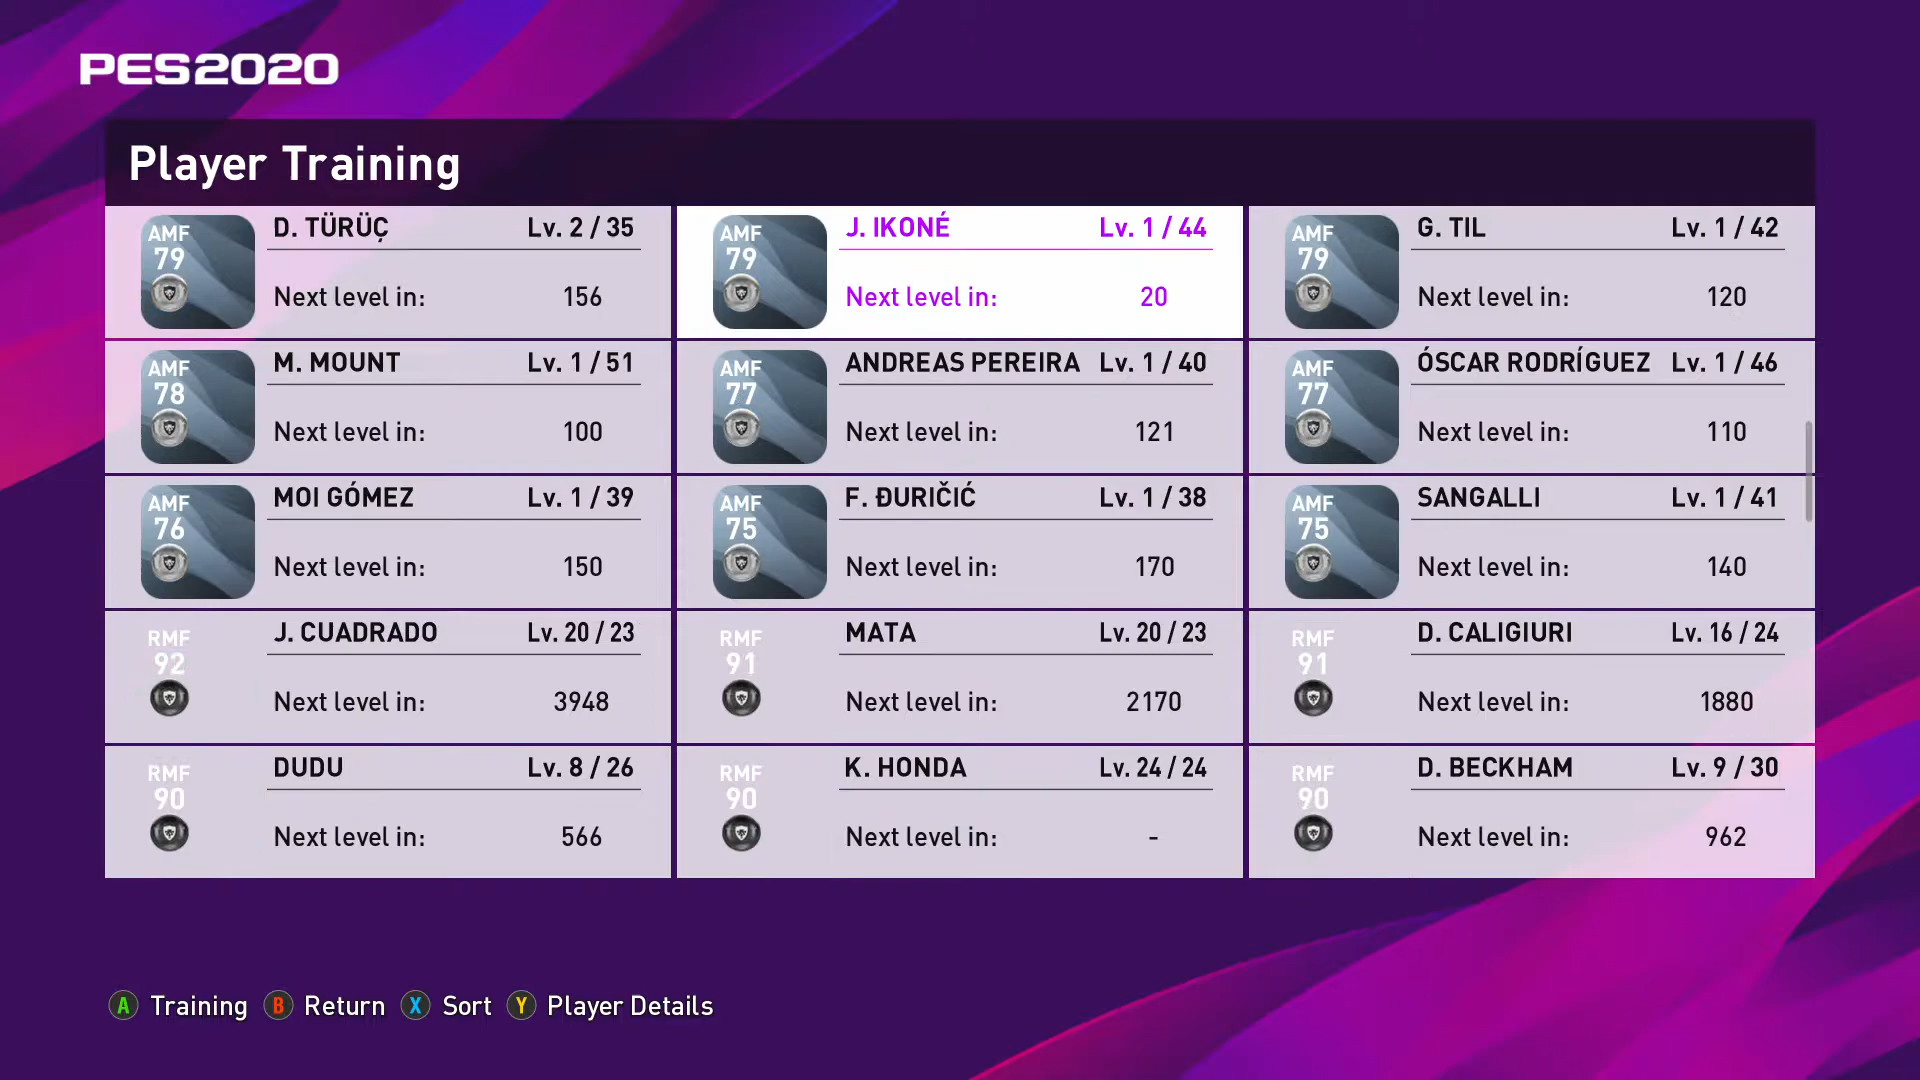 PES2020
Player Training
AMF 79 D. TÜRÜÇ Lv. 2 / 35
Next level in: 156
AMF 79 J. IKONÉ Lv. 1 / 44
Next level in: 20
AMF 79 G. TIL Lv. 1 / 42
Next level in: 120
AMF 78 M. MOUNT Lv. 1 / 51
Next level in: 100
AMF 77 ANDREAS PEREIRA Lv. 1 / 40
Next level in: 121
AMF 77 ÓSCAR RODRÍGUEZ Lv. 1 / 46
Next level in: 110
AMF 76 MOI GÓMEZ Lv. 1 / 39
Next level in: 150
AMF 75 F. ĐURIČIĆ Lv. 1 / 38
Next level in: 170
AMF 75 SANGALLI Lv. 1 / 41
Next level in: 140
RMF 92 J. CUADRADO Lv. 20 / 23
Next level in: 3948
RMF 91 MATA Lv. 20 / 23
Next level in: 2170
RMF 91 D. CALIGIURI Lv. 16 / 24
Next level in: 1880
RMF 90 DUDU Lv. 8 / 26
Next level in: 566
RMF 90 K. HONDA Lv. 24 / 24
Next level in: -
RMF 90 D. BECKHAM Lv. 9 / 30
Next level in: 962
A Training B Return X Sort Y Player Details